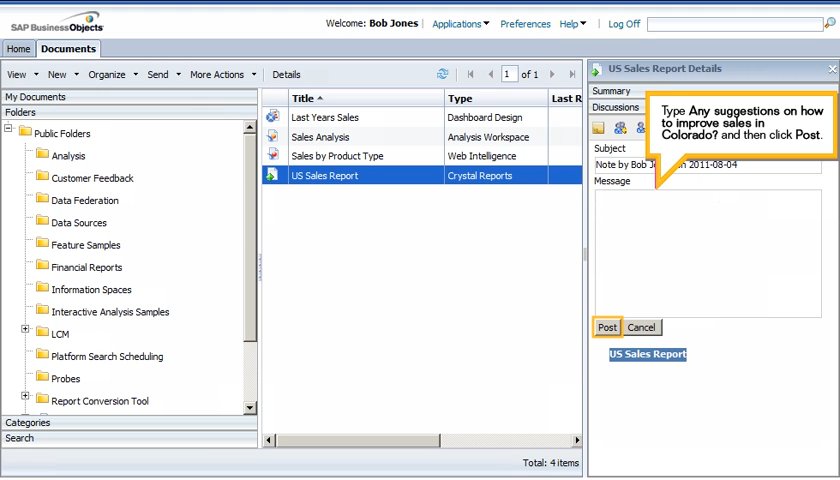 SAP BusinessObjects
Welcome: Bob Jones | Applications | Preferences Help | Log Off
Home Documents
View New Organize Send More Actions Details 1 of 1
My Documents
Folders
Public Folders
Analysis
Customer Feedback
Data Federation
Data Sources
Feature Samples
Financial Reports
Information Spaces
Interactive Analysis Samples
LCM
Platform Search Scheduling
Probes
Report Conversion Tool
Categories
Search
Title Type Last R
Last Years Sales Dashboard Design
Sales Analysis Analysis Workspace
Sales by Product Type Web Intelligence
US Sales Report Crystal Reports
Total: 4 items
US Sales Report Details
Summary
Discussions
Type Any suggestions on how
to improve sales in
Colorado? and then click Post.
Subject
Note by Bob 2011-08-04
Message
Post Cancel
US Sales Report